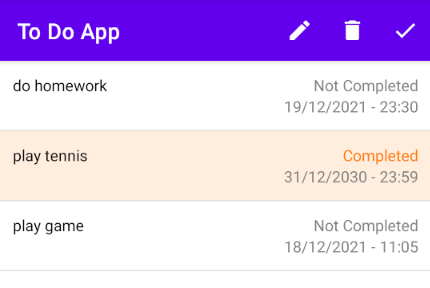 To Do App
do homework
Not Completed
19/12/2021 - 23:30
play tennis
Completed
31/12/2030 - 23:59
play game
Not Completed
18/12/2021 - 11:05